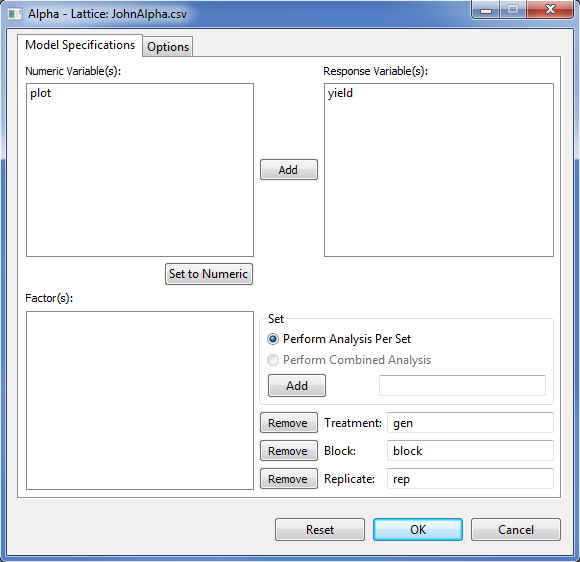 Alpha - Lattice: JohnAlpha.csv
Model Specifications
Options
Numeric Variable(s):
Response Variable(s):
plot
yield
Add
Set to Numeric
Factor(s):
Set
Perform Analysis Per Set
Perform Combined Analysis
Add
Remove
Treatment:
gen
Remove
Block:
block
Remove
Replicate:
rep
Reset
OK
Cancel